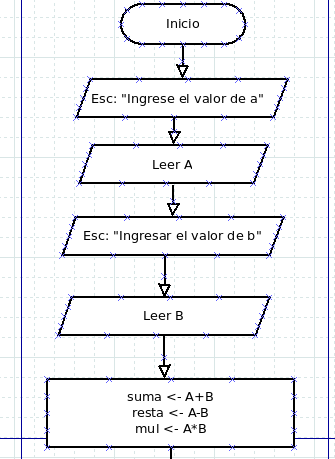 Inicio
Esc: "Ingrese el valor de a"
Leer A
Esc: "Ingresar el valor de b"
Leer B
suma <- A+B
resta <- A-B
mul <- A*B